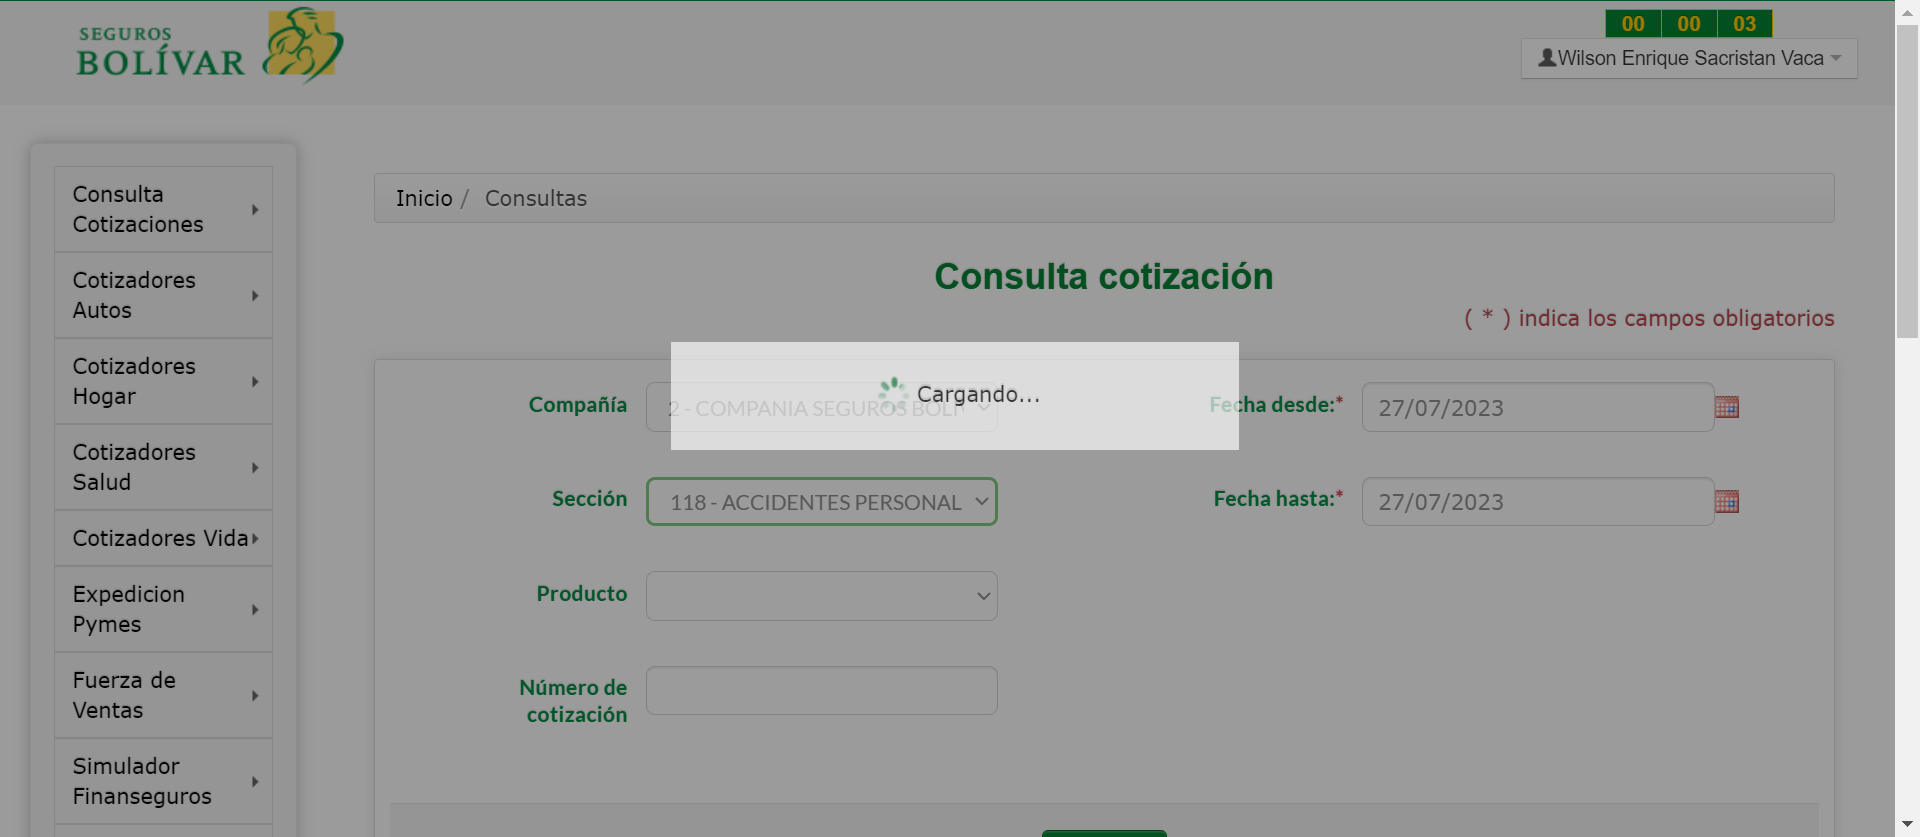 SEGUROS
BOLÍVAR
00 00 03
Wilson Enrique Sacristan Vaca
Consulta
Cotizaciones
Cotizadores
Autos
Cotizadores
Hogar
Cotizadores
Salud
Cotizadores Vida
Expedicion
Pymes
Fuerza de
Ventas
Simulador
Finanseguros
Inicio / Consultas
Consulta cotización
( * ) indica los campos obligatorios
Cargando...
Compañía 2 - COMPANIA SEGUROS BOLI
Fecha desde:* 27/07/2023
Sección 118 - ACCIDENTES PERSONAL
Fecha hasta:* 27/07/2023
Producto
Número de
cotización